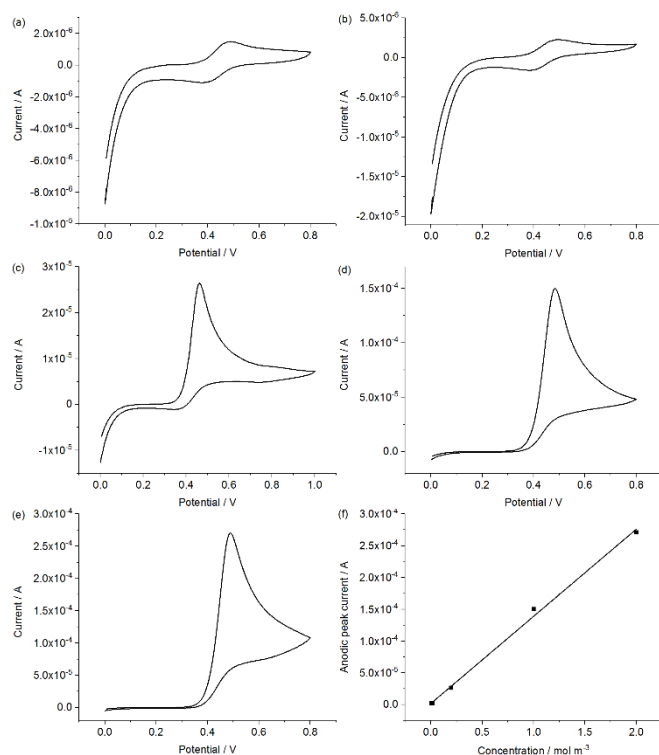 (a)
2.0x10⁻⁶
0.0
-2.0x10⁻⁶
-4.0x10⁻⁶
-6.0x10⁻⁶
-8.0x10⁻⁶
-1.0x10⁻⁵
Current / A
0.0 0.2 0.4 0.6 0.8
Potential / V
(b)
5.0x10⁻⁶
0.0
-5.0x10⁻⁶
-1.0x10⁻⁵
-1.5x10⁻⁵
-2.0x10⁻⁵
Current / A
0.0 0.2 0.4 0.6 0.8
Potential / V
(c)
3x10⁻⁵
2x10⁻⁵
1x10⁻⁵
0
-1x10⁻⁵
Current / A
0.0 0.2 0.4 0.6 0.8 1.0
Potential / V
(d)
1.5x10⁻⁴
1.0x10⁻⁴
5.0x10⁻⁵
0.0
Current / A
0.0 0.2 0.4 0.6 0.8
Potential / V
(e)
3.0x10⁻⁴
2.5x10⁻⁴
2.0x10⁻⁴
1.5x10⁻⁴
1.0x10⁻⁴
5.0x10⁻⁵
0.0
Current / A
0.0 0.2 0.4 0.6 0.8
Potential / V
(f)
3.0x10⁻⁴
2.5x10⁻⁴
2.0x10⁻⁴
1.5x10⁻⁴
1.0x10⁻⁴
5.0x10⁻⁵
0.0
Anodic peak current / A
0.0 0.5 1.0 1.5 2.0
Concentration / mol m⁻³